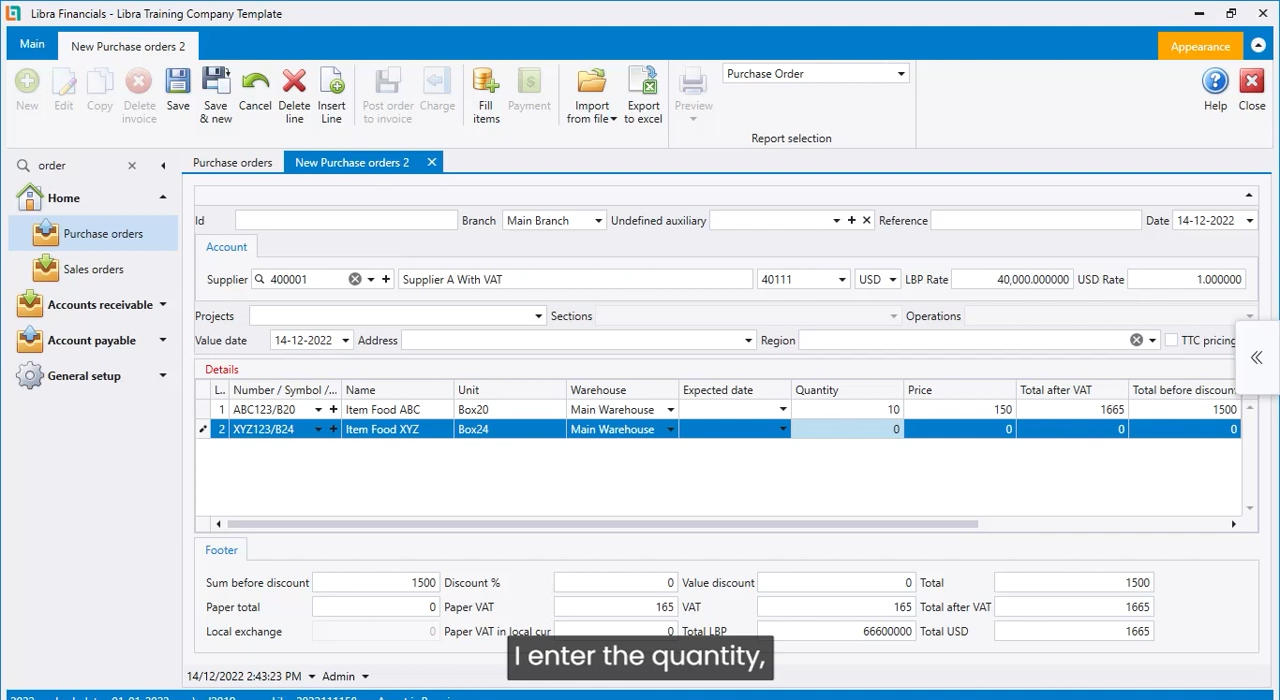 Libra Financials - Libra Training Company Template
Main
New Purchase orders 2
Appearance
New
Edit
Copy
Delete invoice
Save
Save & new
Cancel
Delete line
Insert Line
Post order to invoice
Charge
Fill items
Payment
Import from file
Export to excel
Preview
Purchase Order
Report selection
Help
Close
order
Home
Purchase orders
Sales orders
Accounts receivable
Account payable
General setup
Purchase orders
New Purchase orders 2
Id
Branch Main Branch
Undefined auxiliary
Reference
Date 14-12-2022
Account
Supplier 400001 Supplier A With VAT 40111 USD LBP Rate 40,000.000000 USD Rate 1.000000
Projects Sections Operations
Value date 14-12-2022 Address Region TTC pricing
Details
L.. Number / Symbol /... Name Unit Warehouse Expected date Quantity Price Total after VAT Total before discoun
1 ABC123/B20 Item Food ABC Box20 Main Warehouse 10 150 1665 1500
2 XYZ123/B24 Item Food XYZ Box24 Main Warehouse 0 0 0 0
Footer
Sum before discount 1500 Discount % 0 Value discount 0 Total 1500
Paper total 0 Paper VAT 165 VAT 165 Total after VAT 1665
Local exchange 0 Paper VAT in local cur 0 Total LBP 66600000 Total USD 1665
I enter the quantity,
14/12/2022 2:43:23 PM Admin